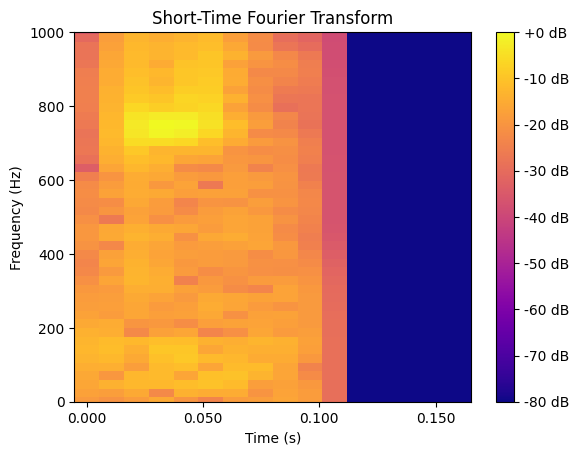 Short-Time Fourier Transform
1000
800
600
400
200
0
Frequency (Hz)
0.000
0.050
0.100
0.150
Time (s)
+0 dB
-10 dB
-20 dB
-30 dB
-40 dB
-50 dB
-60 dB
-70 dB
-80 dB